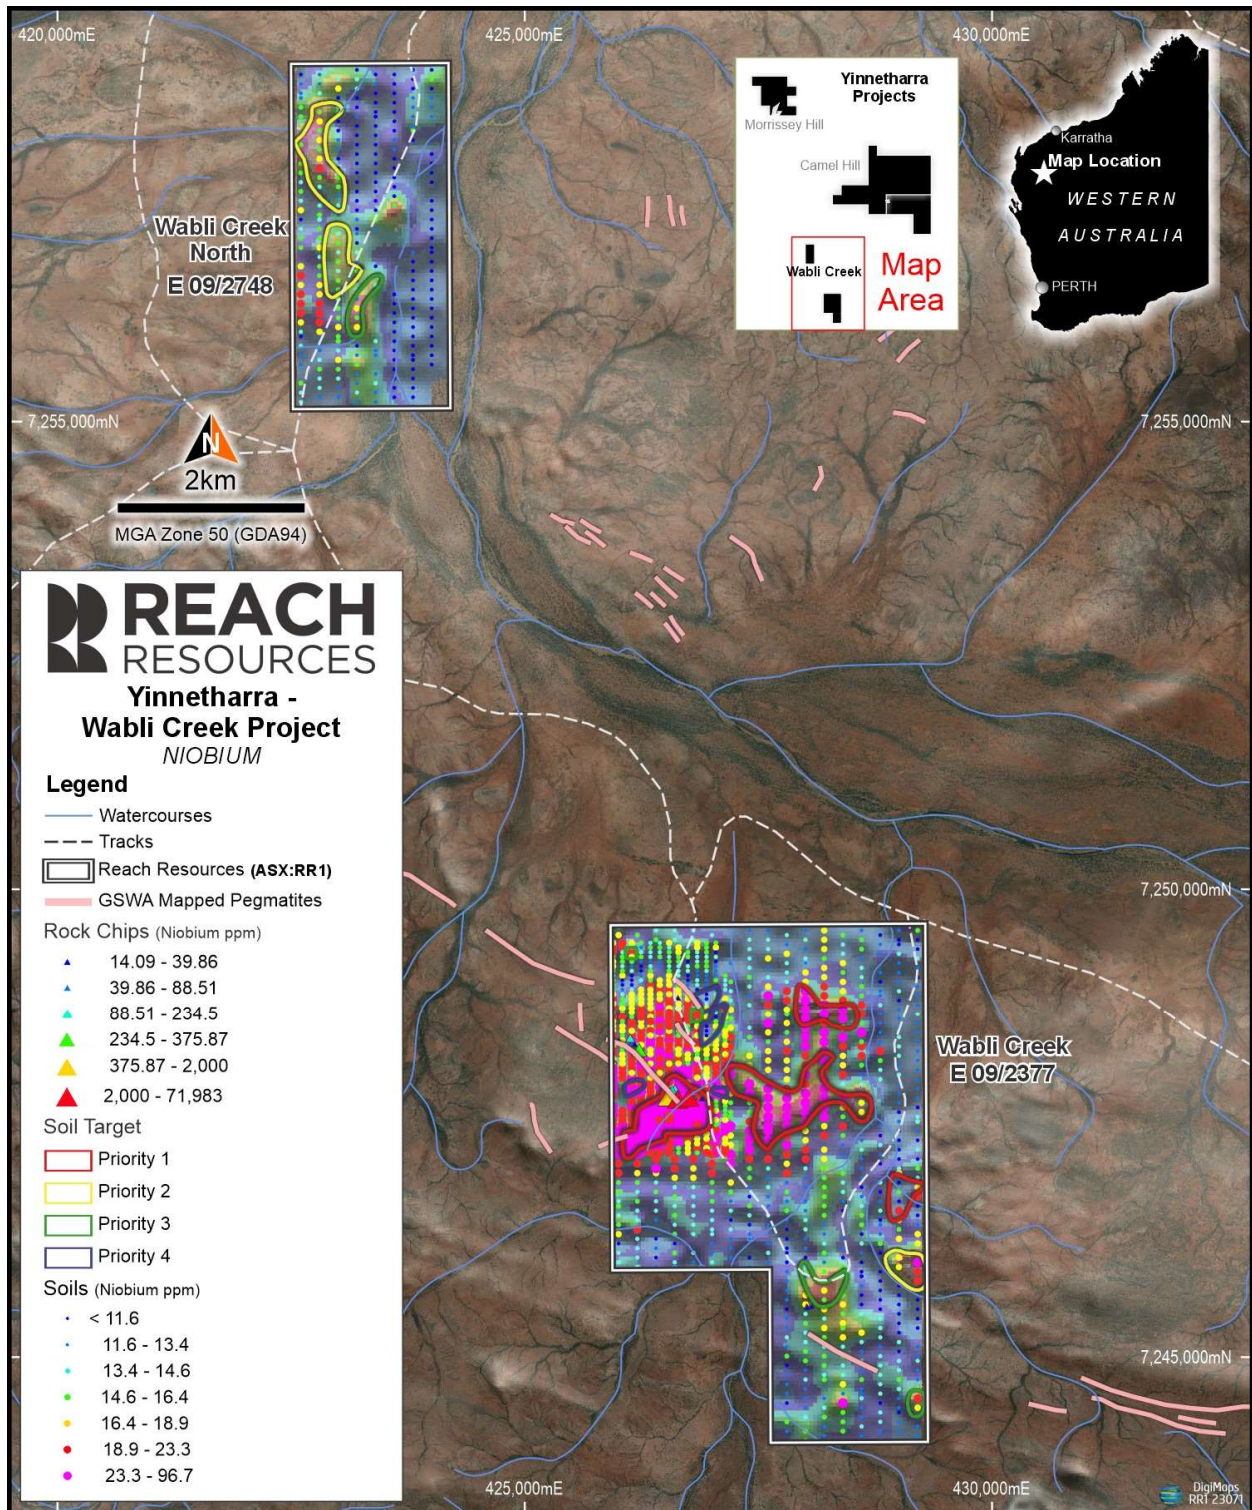 420,000mE
425,000mE
430,000mE
Yinnetharra
Projects
Morrissey Hill
Camel Hill
Wabli Creek
Map
Area
Karratha
Map Location
WESTERN
AUSTRALIA
PERTH
Wabli Creek
North
E 09/2748
7,255,000mN
7,255,000mN
N
2km
MGA Zone 50 (GDA94)
REACH
RESOURCES
Yinnetharra -
Wabli Creek Project
NIOBIUM
Legend
Watercourses
Tracks
Reach Resources (ASX:RR1)
GSWA Mapped Pegmatites
Rock Chips (Niobium ppm)
14.09 - 39.86
39.86 - 88.51
88.51 - 234.5
234.5 - 375.87
375.87 - 2,000
2,000 - 71,983
Soil Target
Priority 1
Priority 2
Priority 3
Priority 4
Soils (Niobium ppm)
< 11.6
11.6 - 13.4
13.4 - 14.6
14.6 - 16.4
16.4 - 18.9
18.9 - 23.3
23.3 - 96.7
7,250,000mN
Wabli Creek
E 09/2377
7,245,000mN
425,000mE
430,000mE
DigiMaps
RR1 23071